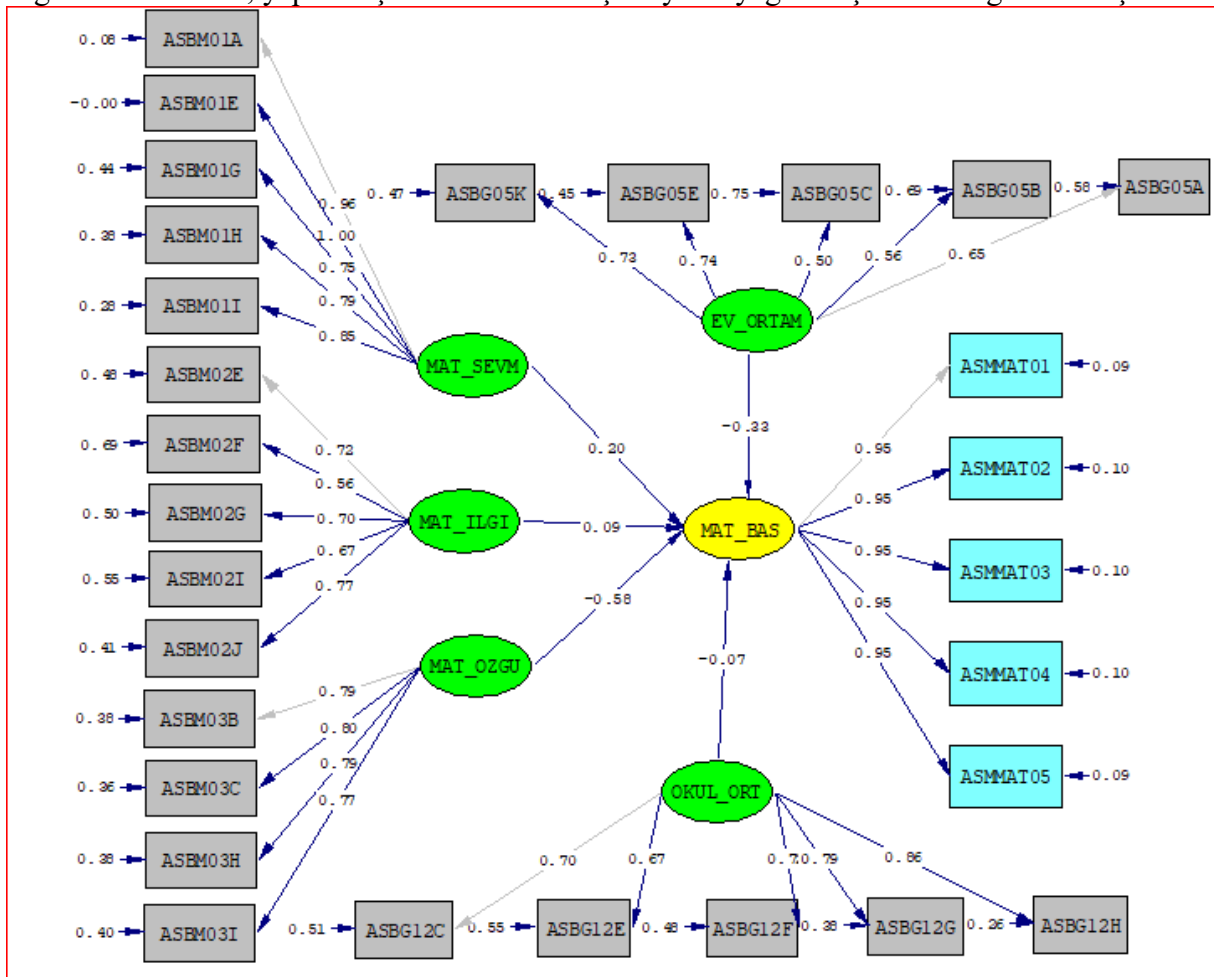 0.08 ASBM01A
-0.00 ASBM01E
0.44 ASBM01G
0.38 ASBM01H
0.28 ASBM01I
0.48 ASBM02E
0.69 ASBM02F
0.50 ASBM02G
0.55 ASBM02I
0.41 ASBM02J
0.38 ASBM03B
0.36 ASBM03C
0.38 ASBM03H
0.40 ASBM03I
0.96
1.00
0.75
0.79
0.85
MAT_SEVM
0.20
0.72
0.56
0.70
0.67
0.77
MAT_ILGI
0.09
0.79
0.80
0.79
0.77
MAT_OZGU
-0.58
0.47 ASBG05K 0.45 ASBG05E 0.75 ASBG05C 0.69 ASBG05B 0.58 ASBG05A
0.73 0.74 0.50 0.56 0.65
EV_ORTAM
-0.33
MAT_BAS
-0.07
OKUL_ORT
0.70 0.67 0.79 0.86
0.51 ASBG12C 0.55 ASBG12E 0.48 ASBG12F 0.38 ASBG12G 0.26 ASBG12H
0.95
0.95
0.95
0.95
0.95
ASMMAT01 0.09
ASMMAT02 0.10
ASMMAT03 0.10
ASMMAT04 0.10
ASMMAT05 0.09